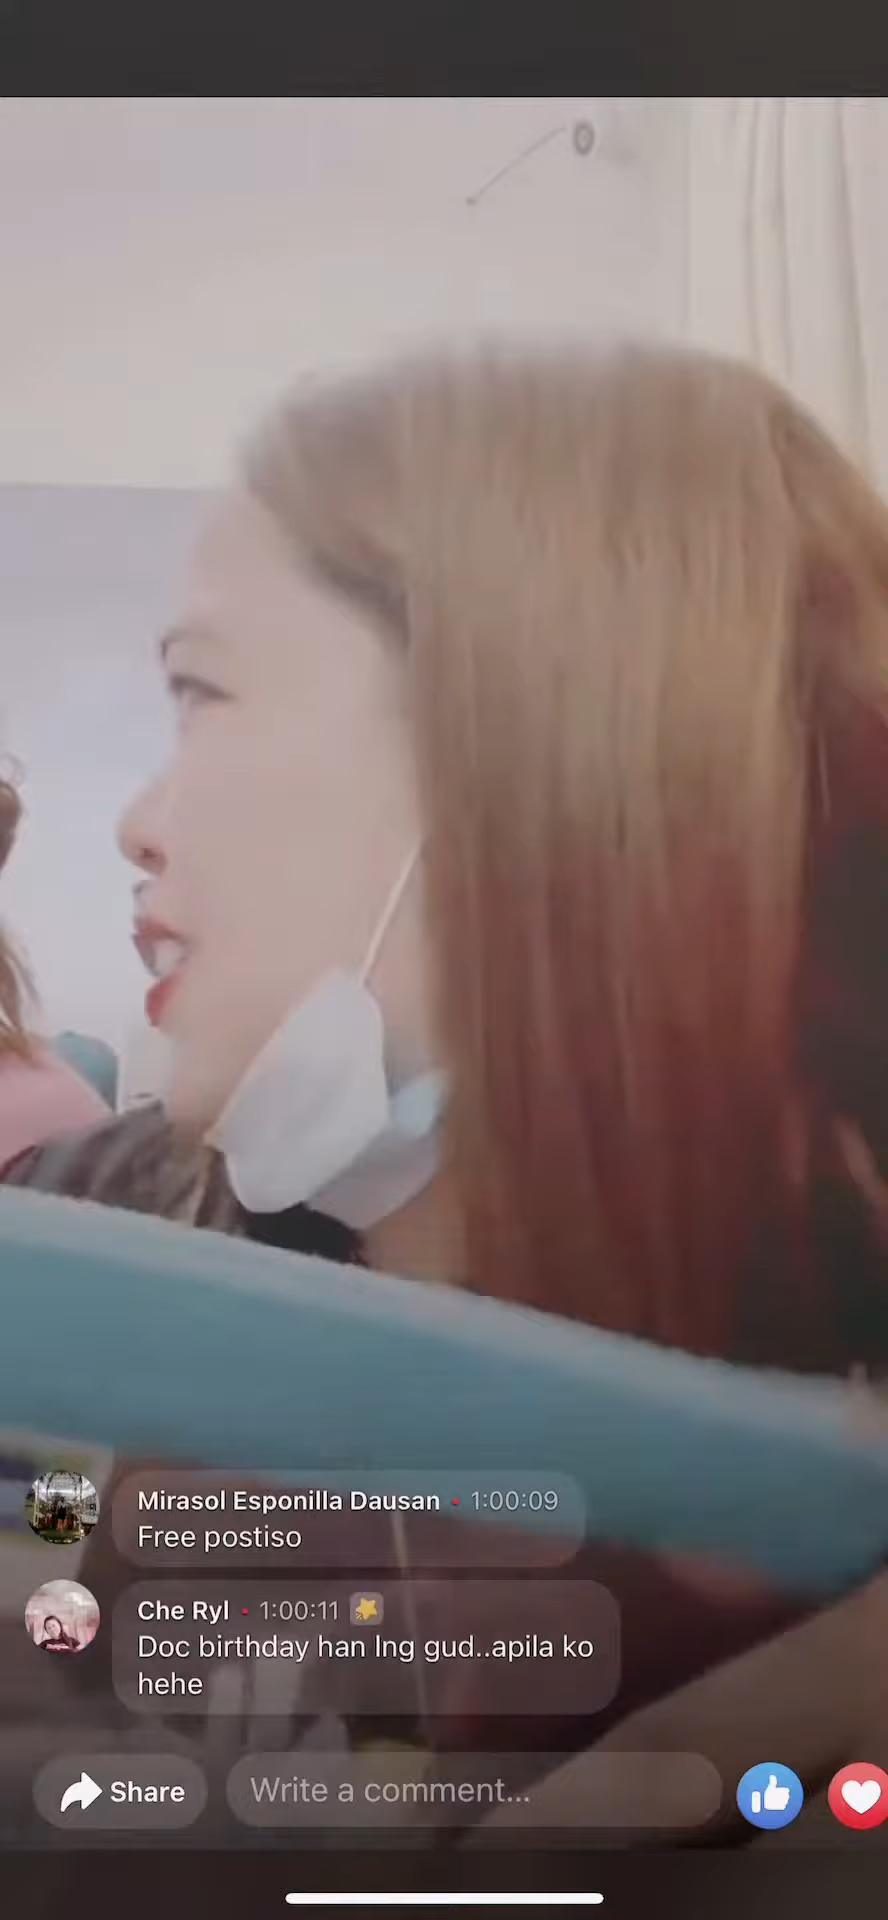 Mirasol Esponilla Dausan • 1:00:09
Free postiso
Che Ryl • 1:00:11
Doc birthday han lng gud..apila ko
hehe
Share
Write a comment...